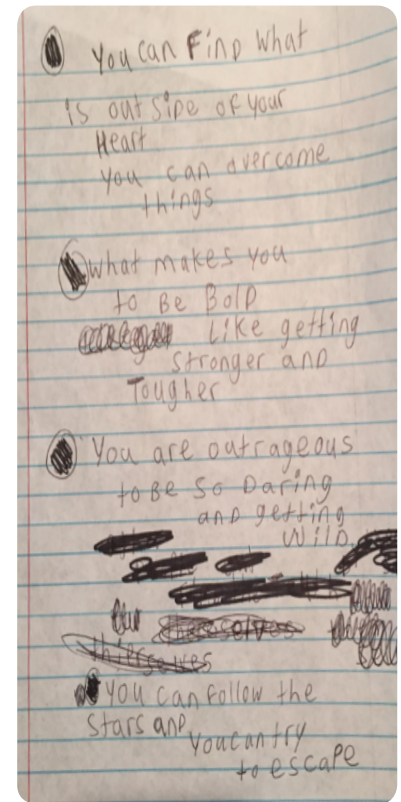 You can Find what
is outside of your
Heart
you can overcome
things
what makes you
to Be Bold
Like getting
stronger and
Tougher
You are outrageous
to Be so Daring
and getting
Wild
themselves
you can follow the
stars and
you can try
to escape